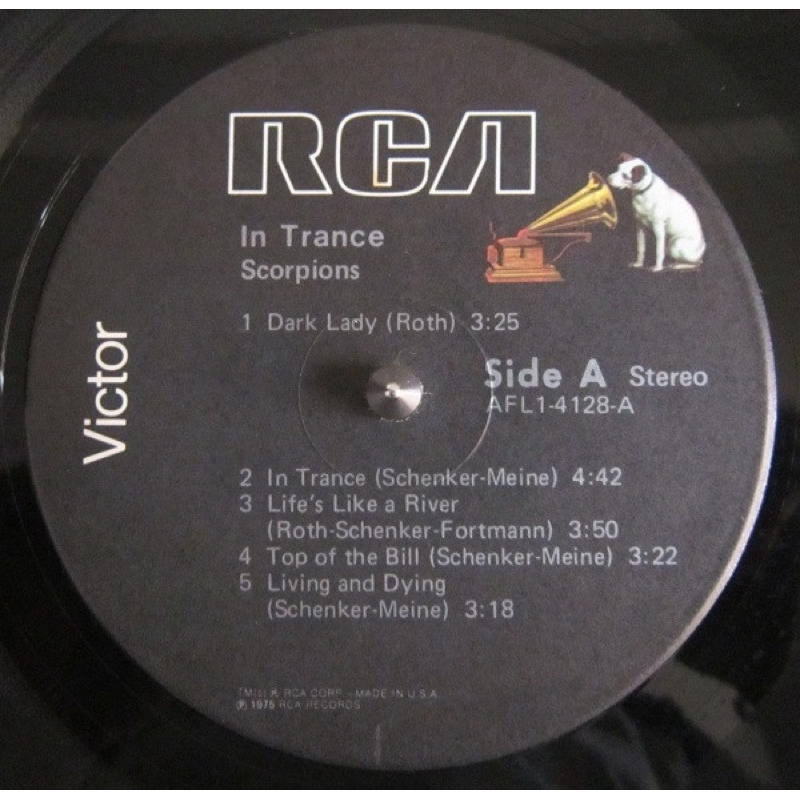 RCA
In Trance
Scorpions
1 Dark Lady (Roth) 3:25
Victor
Side A Stereo
AFL1-4128-A
2 In Trance (Schenker-Meine) 4:42
3 Life's Like a River
(Roth-Schenker-Fortmann) 3:50
4 Top of the Bill (Schenker-Meine) 3:22
5 Living and Dying
(Schenker-Meine) 3:18
TM(s) ® RCA CORP. - MADE IN U.S.A.
℗ 1975 RCA RECORDS